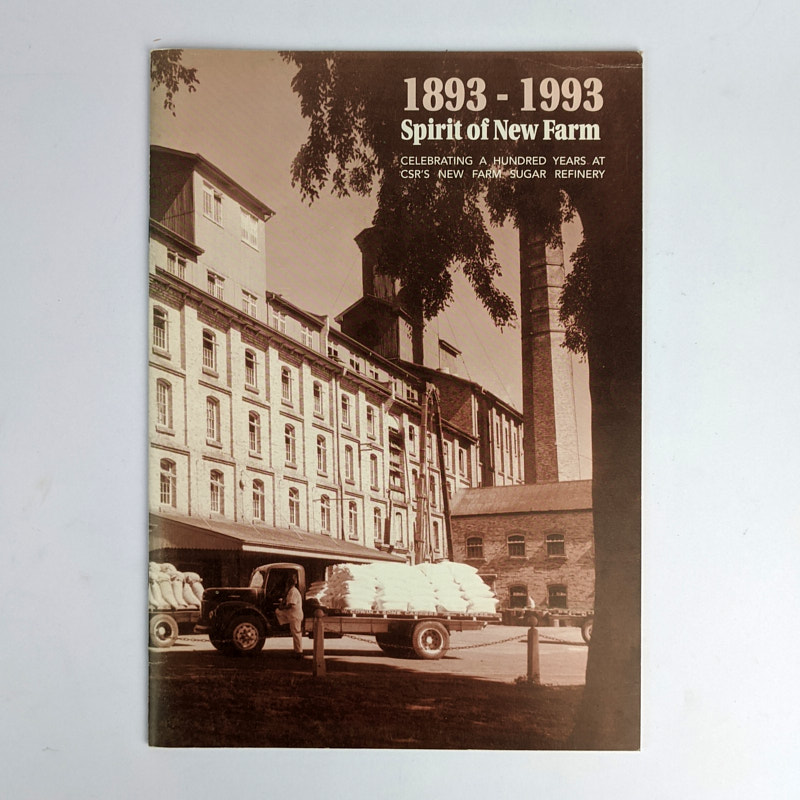 1893 - 1993
Spirit of New Farm
CELEBRATING A HUNDRED YEARS AT
CSR'S NEW FARM SUGAR REFINERY